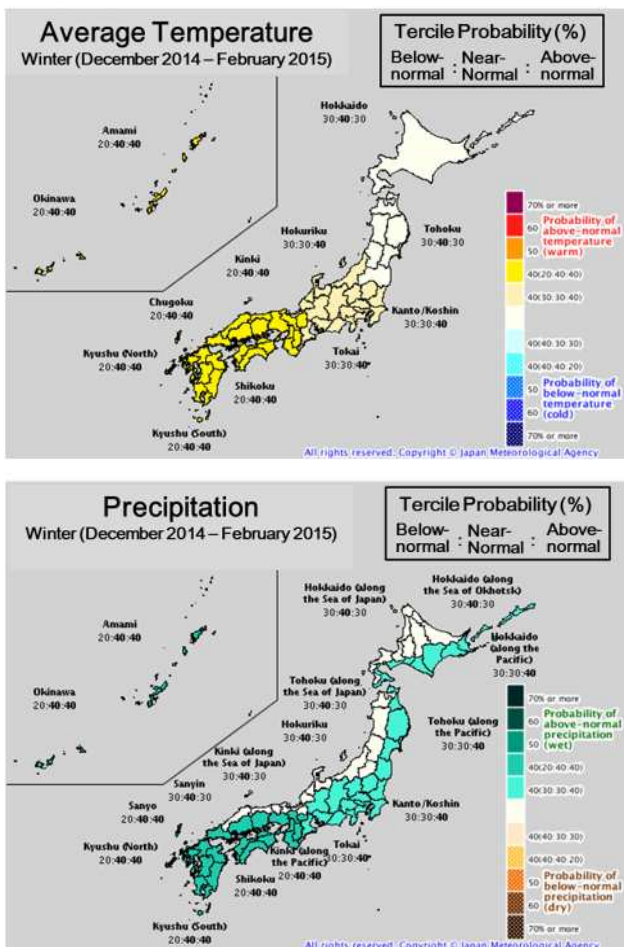 Average Temperature
Winter (December 2014 – February 2015)
Tercile Probability (%)
Below-normal : Near-Normal : Above-normal
Hokkaido
30:40:30
Amami
20:40:40
Okinawa
20:40:40
Hokuriku
30:30:40
Tohoku
30:40:30
Kinki
20:40:40
Chugoku
20:40:40
Kanto/Koshin
30:30:40
Kyushu (North)
20:40:40
Tokai
30:30:40
Shikoku
20:40:40
Kyushu (South)
20:40:40
70% or more
60
Probability of
above-normal
temperature
(warm)
50
40(20:40:40)
40(30:30:40)
40(40:30:30)
40(40:40:20)
50
Probability of
below-normal
temperature
(cold)
60
70% or more
All rights reserved. Copyright © Japan Meteorological Agency
Precipitation
Winter (December 2014 – February 2015)
Tercile Probability (%)
Below-normal : Near-Normal : Above-normal
Hokkaido (along
the Sea of Japan)
30:40:30
Hokkaido (along
the Sea of Okhotsk)
30:40:30
Amami
20:40:40
Hokkaido
(along the
Pacific)
30:30:40
Okinawa
20:40:40
Tohoku (along
the Sea of Japan)
30:40:30
Hokuriku
30:40:30
Tohoku (along
the Pacific)
30:30:40
Kinki (along
the Sea of Japan)
30:40:30
Sanyin
30:40:30
Sanyo
20:40:40
Kanto/Koshin
30:30:40
Kyushu (North)
20:40:40
Kinki (along
the Pacific)
20:40:40
Tokai
30:30:40
Shikoku
20:40:40
Kyushu (South)
20:40:40
70% or more
60
Probability of
above-normal
precipitation
(wet)
50
40(20:40:40)
40(30:30:40)
40(40:30:30)
40(40:40:20)
50
Probability of
below-normal
precipitation
(dry)
60
70% or more
All rights reserved. Copyright © Japan Meteorological Agency